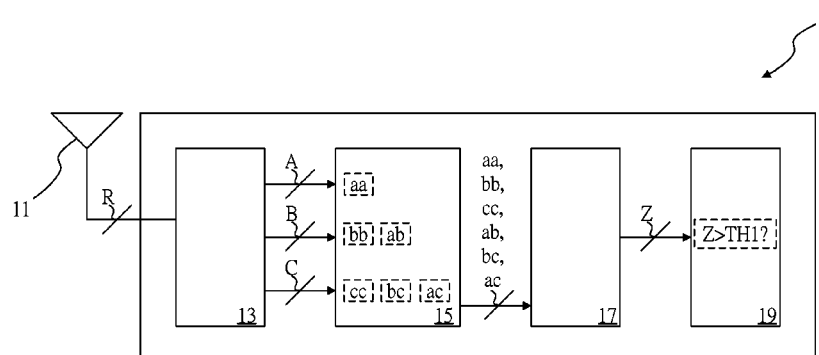 11
R
A
B
C
aa
bb ab
cc bc ac
13
15
aa,
bb,
cc,
ab,
bc,
ac
17
Z
Z>TH1?
19